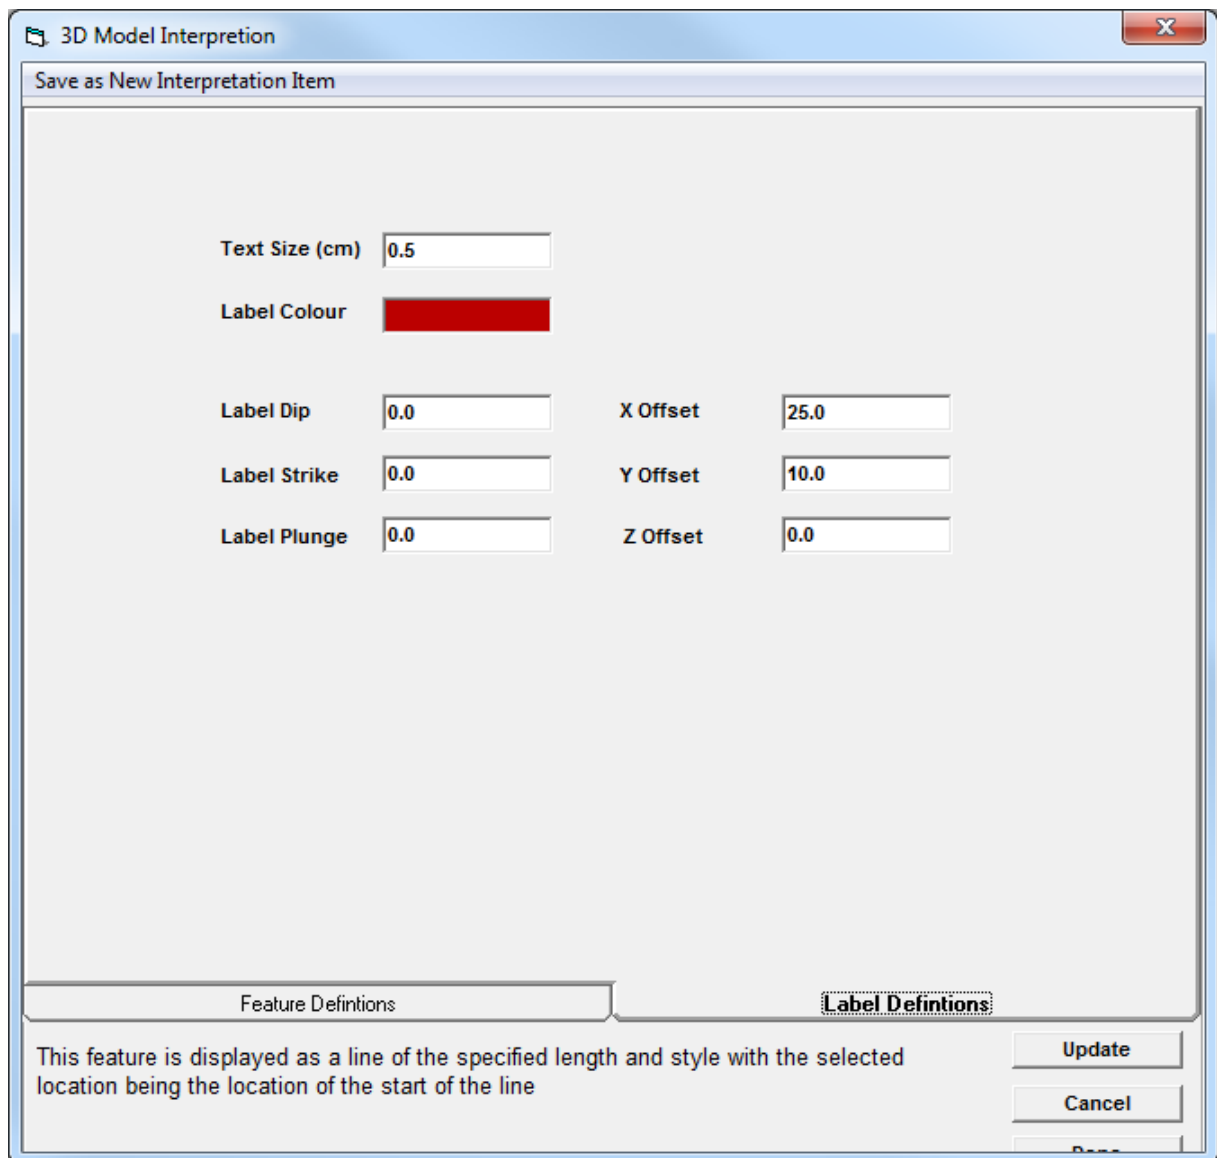 3D Model Interpretion
Save as New Interpretation Item
Text Size (cm) 0.5
Label Colour
Label Dip 0.0 X Offset 25.0
Label Strike 0.0 Y Offset 10.0
Label Plunge 0.0 Z Offset 0.0
Feature Defintions Label Defintions
This feature is displayed as a line of the specified length and style with the selected
location being the location of the start of the line
Update
Cancel